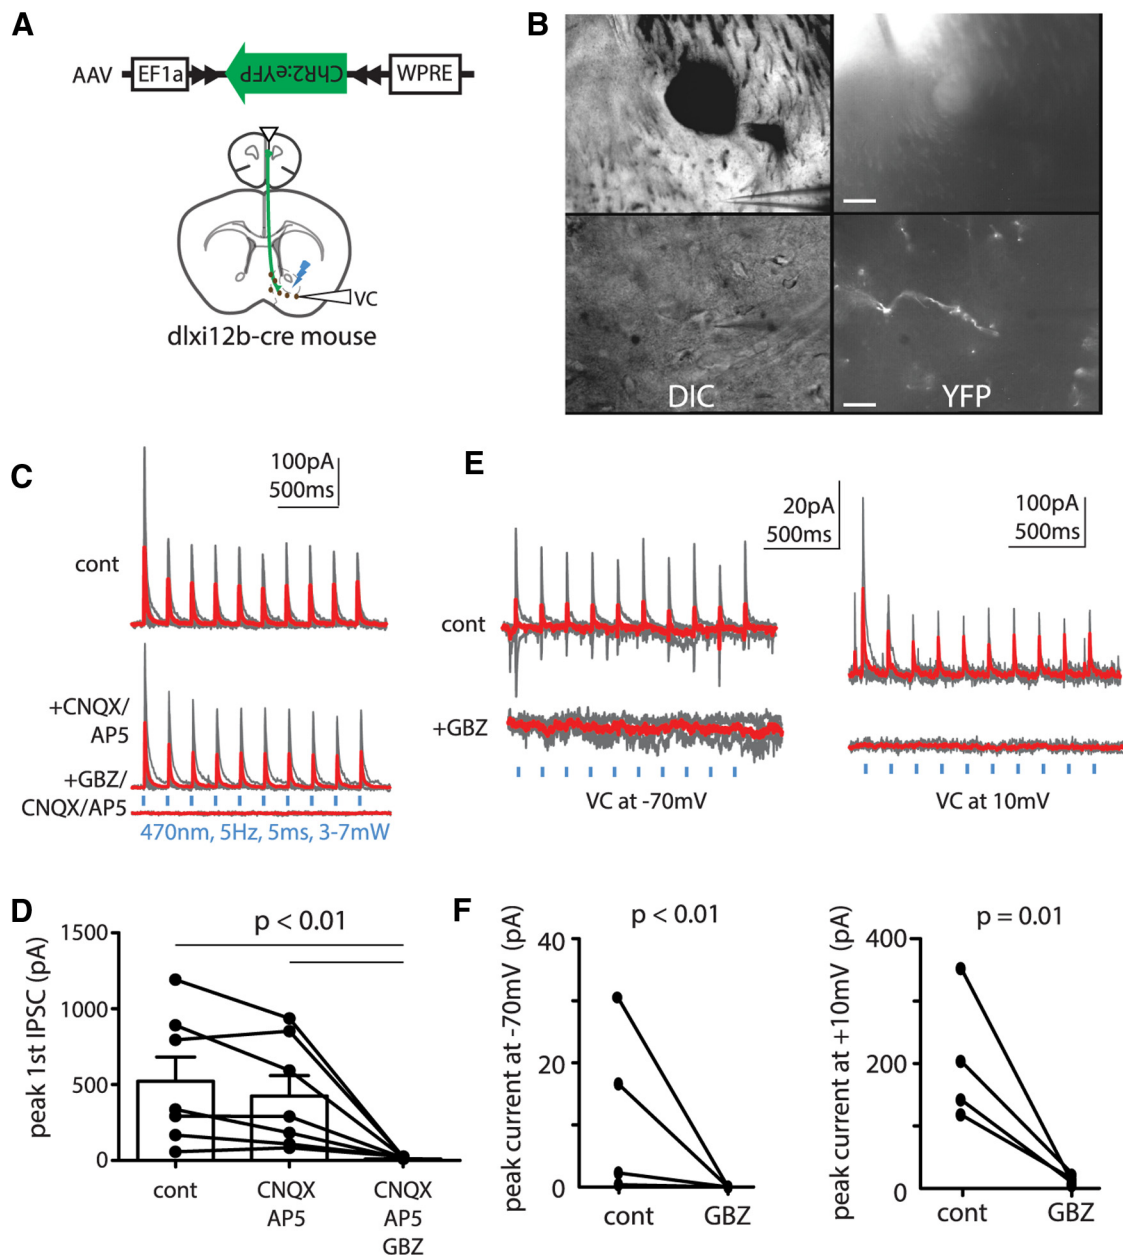 A
AAV
EF1a
ChR2:eYFP
WPRE
VC
dlxi12b-cre mouse
B
DIC
YFP
C
100pA
500ms
cont
+CNQX/
AP5
+GBZ/
CNQX/AP5
470nm, 5Hz, 5ms, 3-7mW
E
20pA
500ms
100pA
500ms
cont
+GBZ
VC at -70mV
VC at 10mV
D
p < 0.01
peak 1st IPSC (pA)
1500
1000
500
0
cont
CNQX
AP5
CNQX
AP5
GBZ
F
p < 0.01
peak current at -70mV (pA)
40
20
0
cont
GBZ
p = 0.01
peak current at +10mV (pA)
400
200
0
cont
GBZ